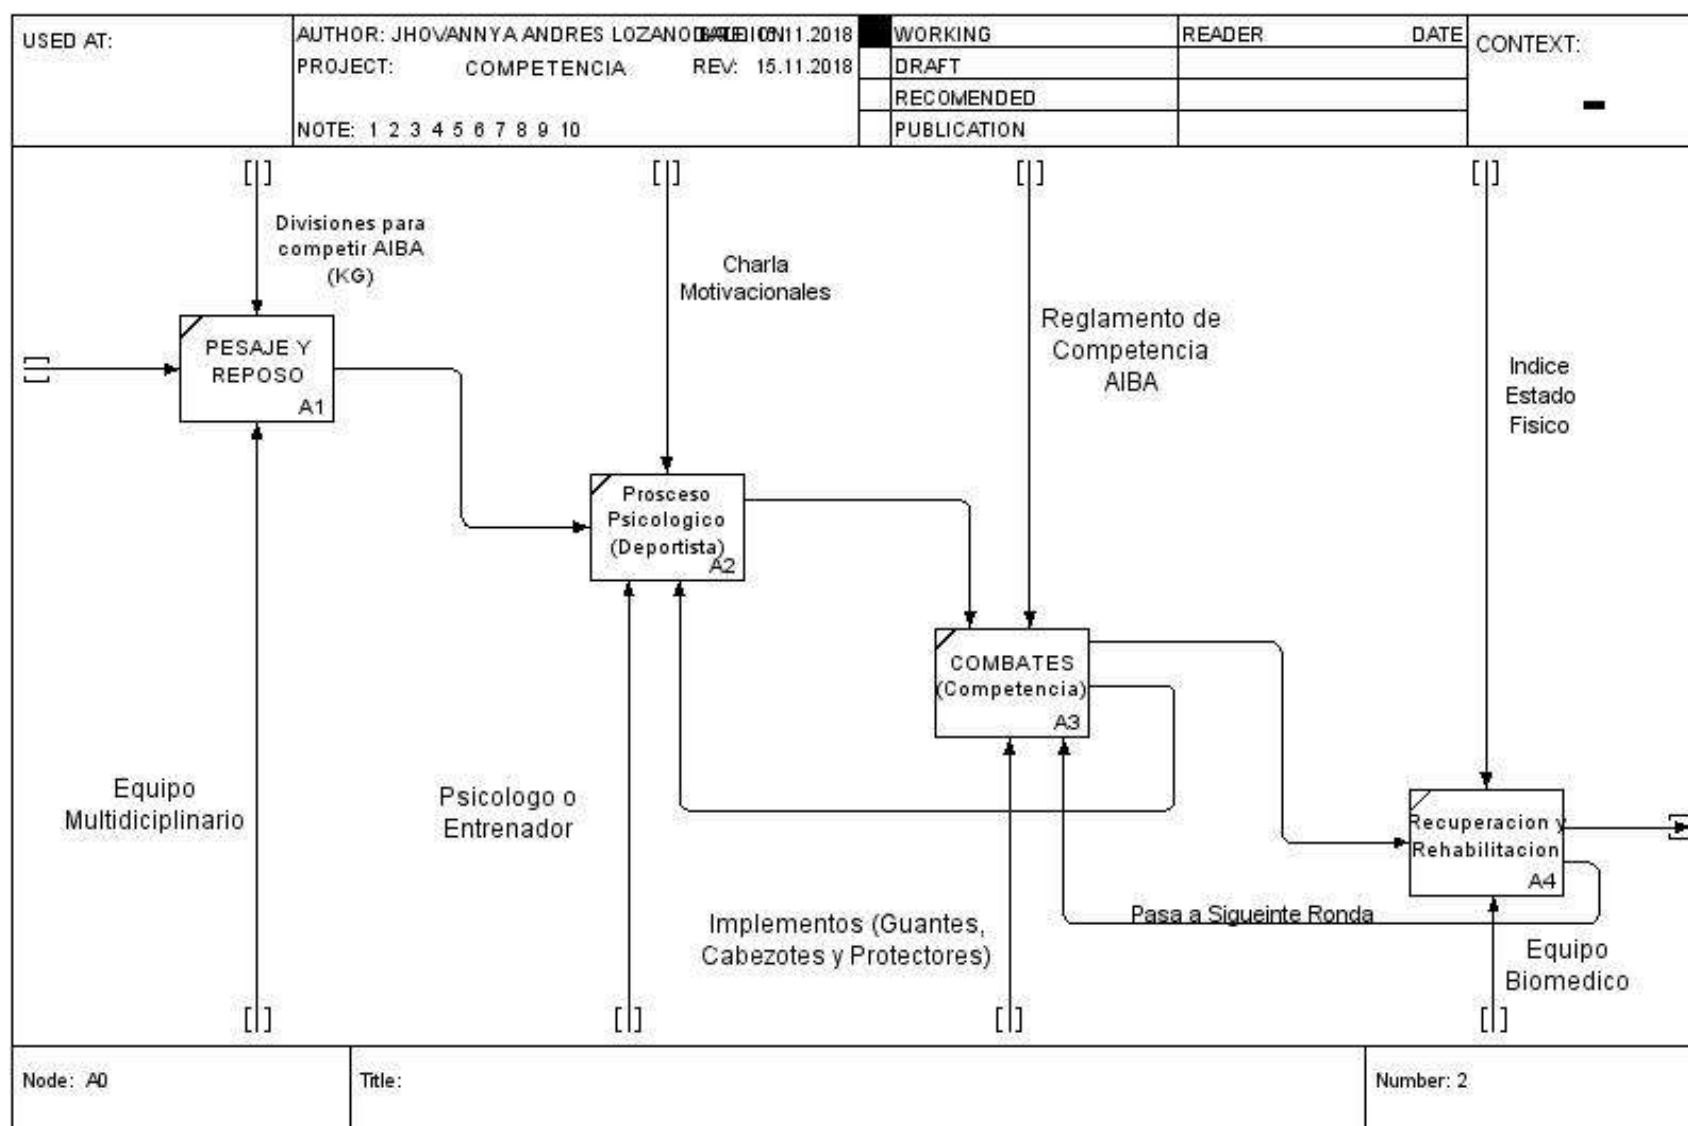 USED AT:
AUTHOR: JHOVANNYA ANDRES LOZANO
15.11.2018
PROJECT: COMPETENCIA REV: 15.11.2018
NOTE: 1 2 3 4 5 6 7 8 9 10
WORKING
DRAFT
RECOMENDED
PUBLICATION
READER DATE
CONTEXT:
Divisiones para
competir AIBA
(KG)
Charla
Motivacionales
Reglamento de
Competencia
AIBA
Indice
Estado
Fisico
PESAJE Y
REPOSO
A1
Prosceso
Psicologico
(Deportista)
A2
COMBATES
(Competencia)
A3
Recuperacion y
Rehabilitacion
A4
Equipo
Multidiciplinario
Psicologo o
Entrenador
Implementos (Guantes,
Cabezotes y Protectores)
Pasa a Sigueinte Ronda
Equipo
Biomedico
Node: A0
Title:
Number: 2